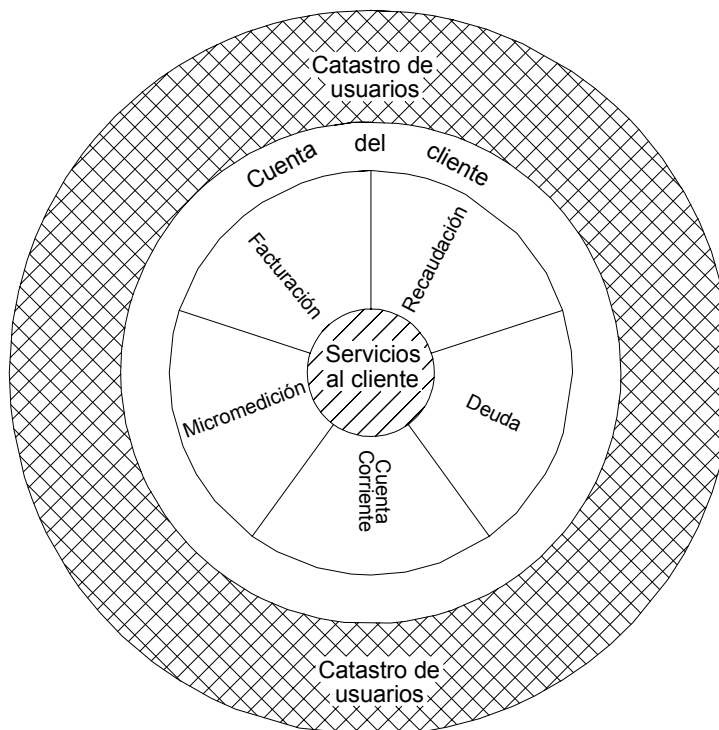 Catastro de
usuarios
Cuenta del cliente
Facturación
Recaudación
Servicios
al cliente
Micromedición
Deuda
Cuenta
Corriente
Catastro de
usuarios